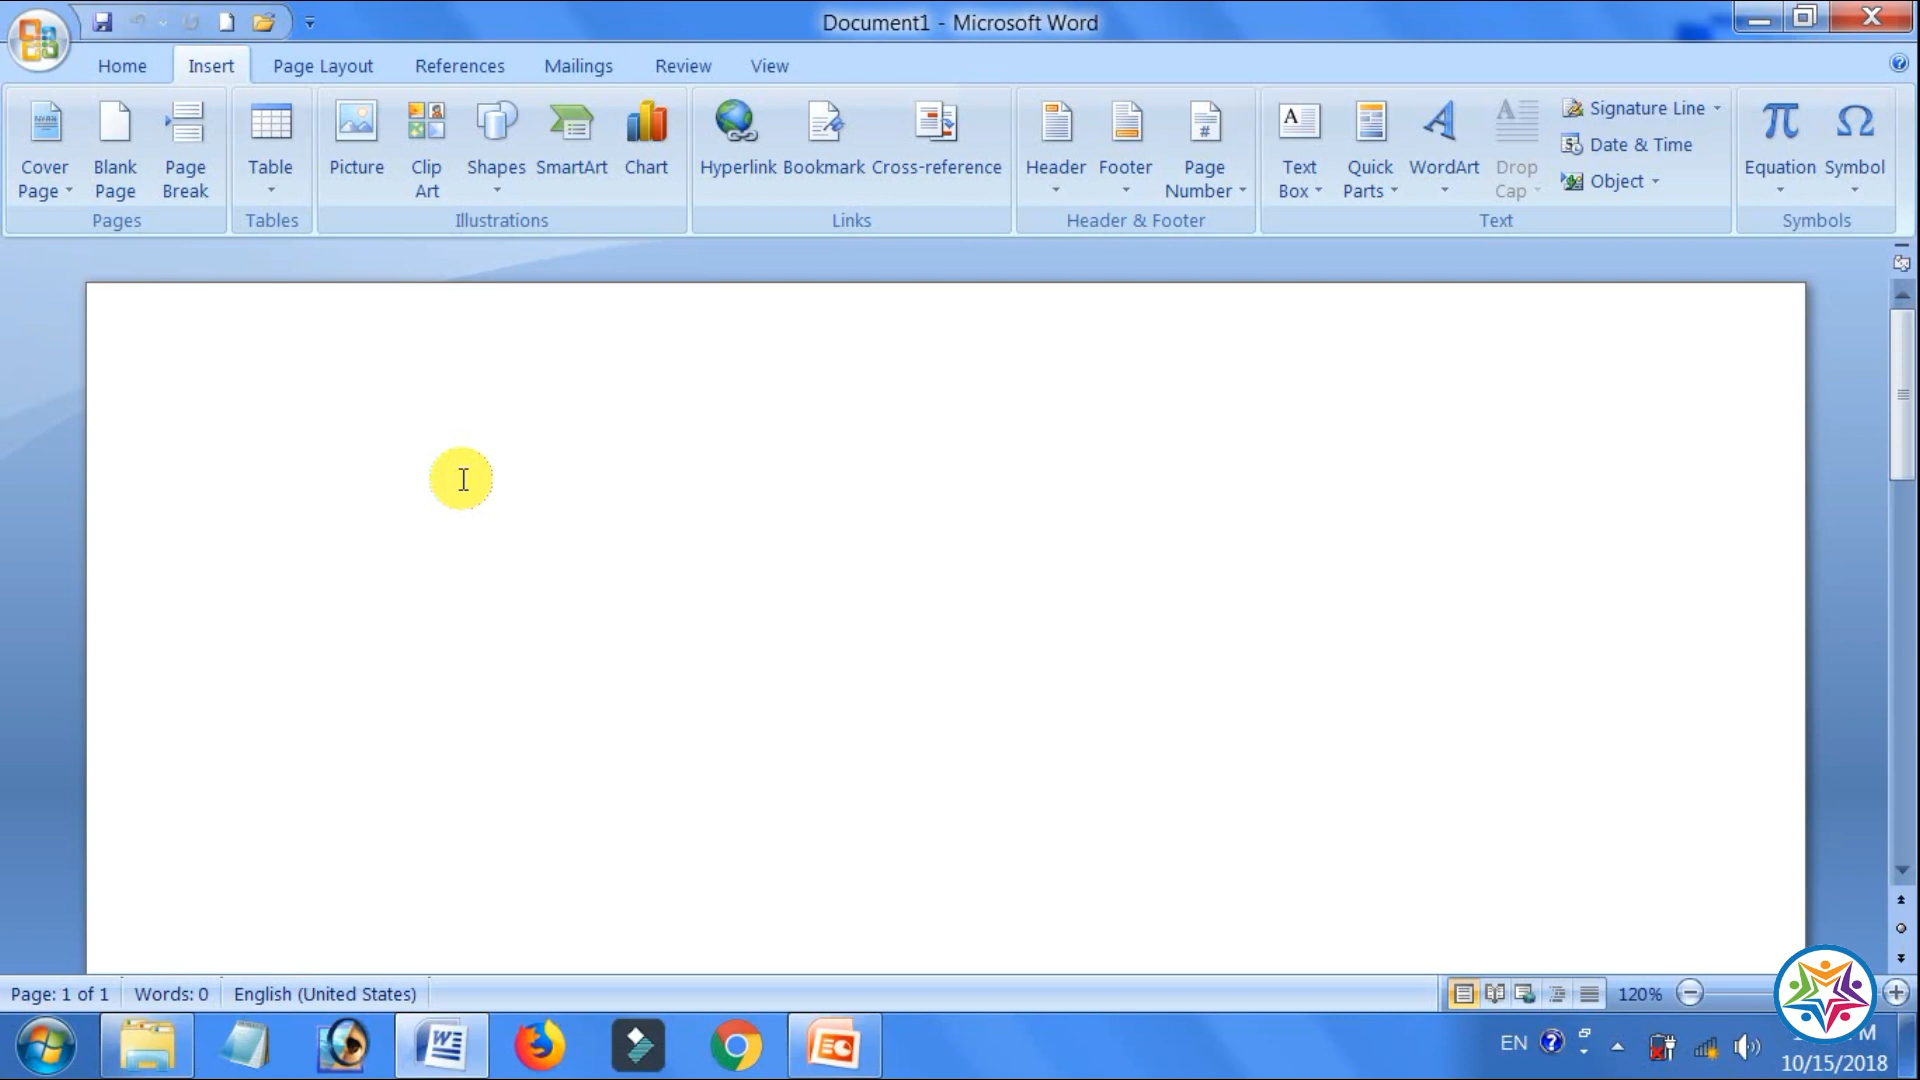 Document1 - Microsoft Word
Home Insert Page Layout References Mailings Review View
Cover Page Blank Page Page Break
Pages
Table
Tables
Picture Clip Art Shapes SmartArt Chart
Illustrations
Hyperlink Bookmark Cross-reference
Links
Header Footer Page Number
Header & Footer
Text Box Quick Parts WordArt Drop Cap
Signature Line
Date & Time
Object
Text
Equation Symbol
Symbols
Page: 1 of 1 Words: 0 English (United States) 120%
EN
10/15/2018